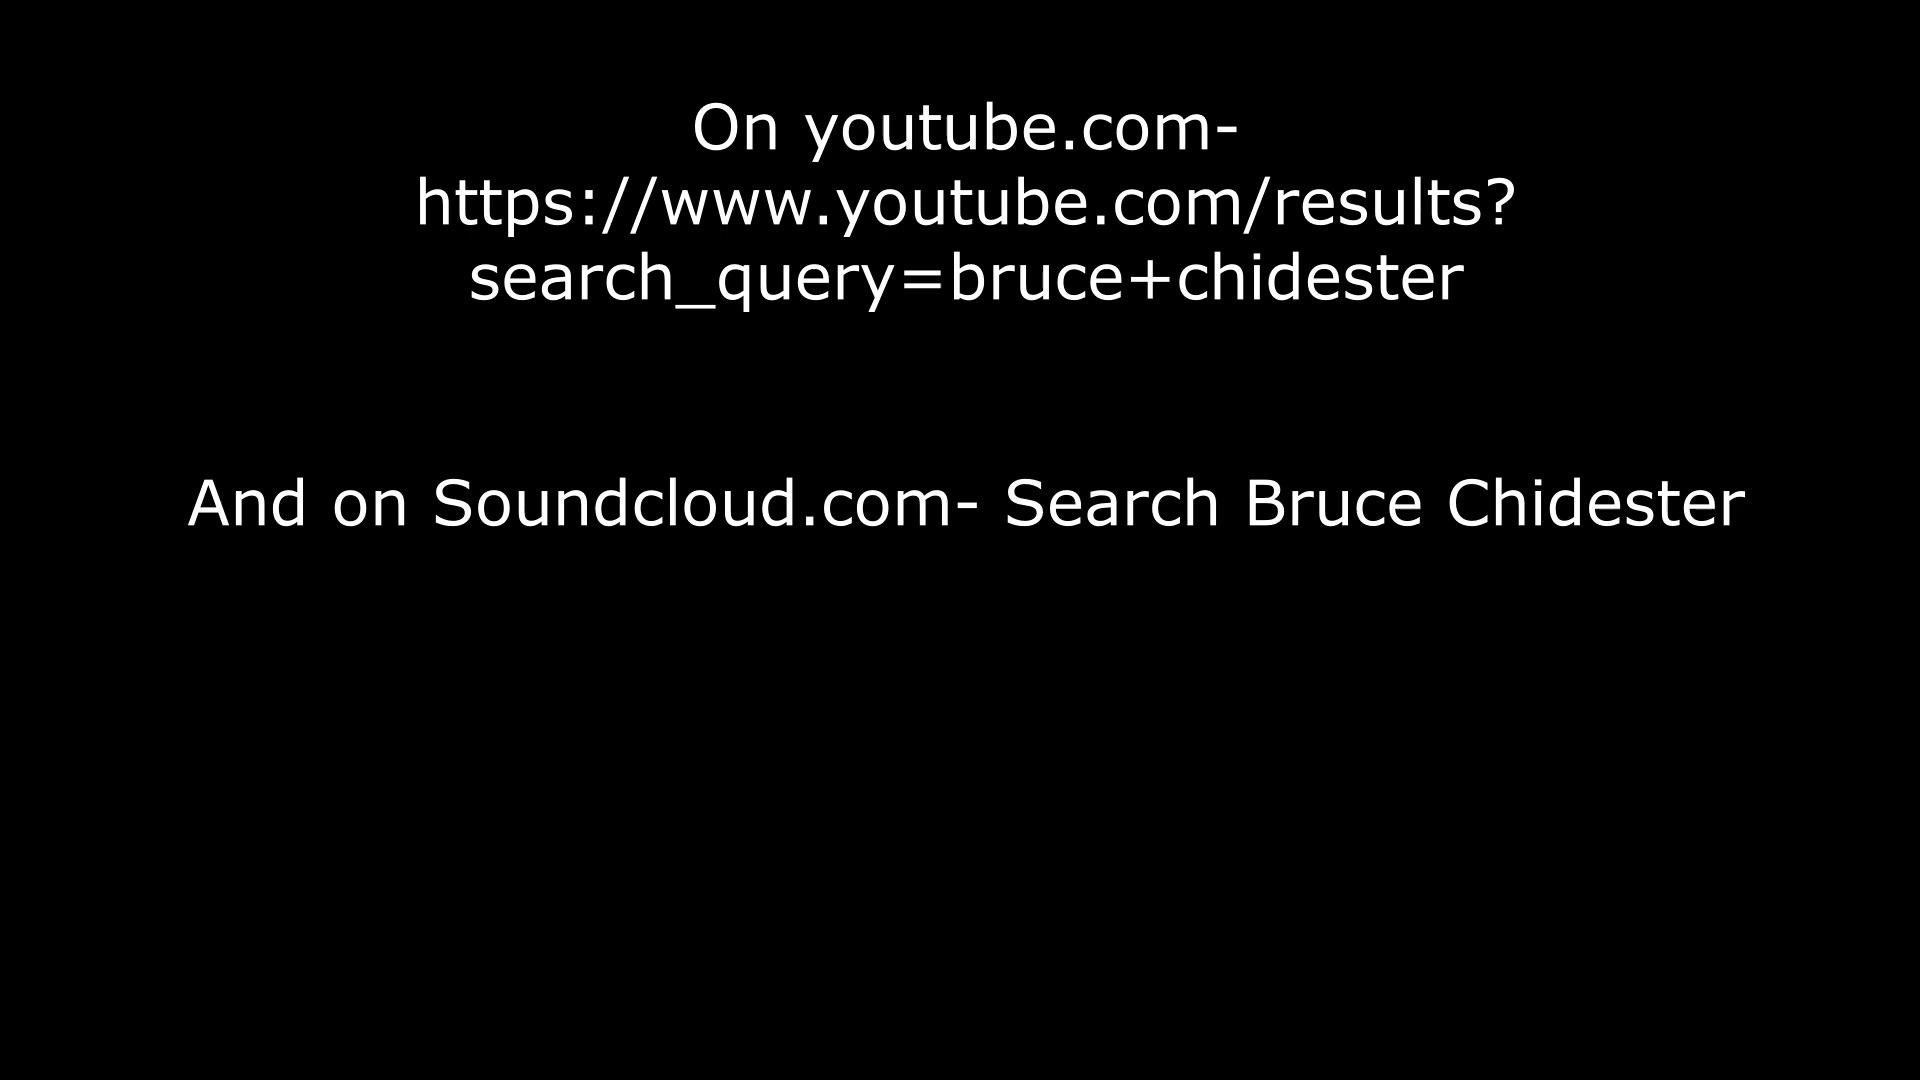 On youtube.com-
https://www.youtube.com/results?
search_query=bruce+chidester
And on Soundcloud.com- Search Bruce Chidester